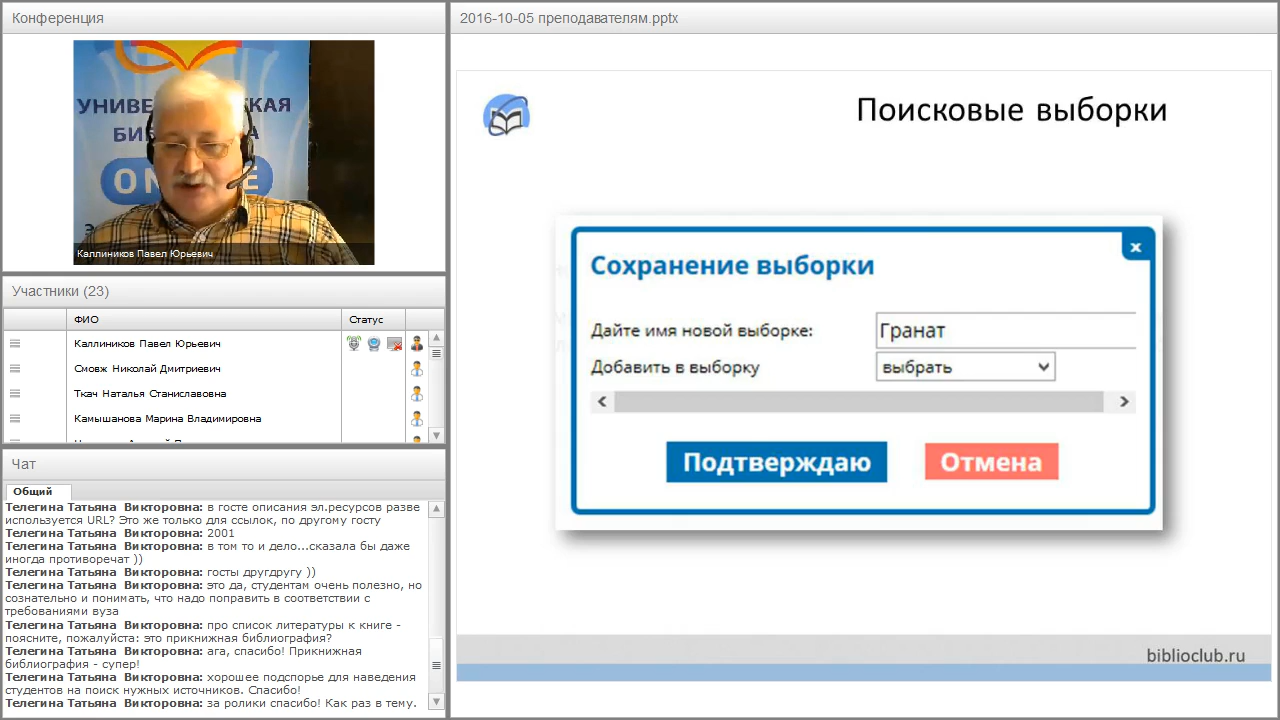 Конференция
УНИВЕ
КАЯ
БИ
А
Каллиников Павел Юрьевич
Участники (23)
ФИО Статус
Каллиников Павел Юрьевич
Смовж Николай Дмитриевич
Ткач Наталья Станиславовна
Камышанова Марина Владимировна
Чат
Общий
Телегина Татьяна Викторовна: в госте описания эл.ресурсов разве
используется URL? Это же только для ссылок, по другому госту
Телегина Татьяна Викторовна: 2001
Телегина Татьяна Викторовна: в том то и дело...сказала бы даже
иногда противоречат ))
Телегина Татьяна Викторовна: госты другдругу ))
Телегина Татьяна Викторовна: это да, студентам очень полезно, но
сознательно и понимать, что надо поправить в соответствии с
требованиями вуза
Телегина Татьяна Викторовна: про список литературы к книге -
поясните, пожалуйста: это прикнижная библиография?
Телегина Татьяна Викторовна: ага, спасибо! Прикнижная
библиография - супер!
Телегина Татьяна Викторовна: хорошее подспорье для наведения
студентов на поиск нужных источников. Спасибо!
Телегина Татьяна Викторовна: за ролики спасибо! Как раз в тему.
2016-10-05 преподавателям.pptx
Поисковые выборки
x
Сохранение выборки
Дайте имя новой выборке: Гранат
Добавить в выборку выбрать
Подтверждаю Отмена
biblioclub.ru